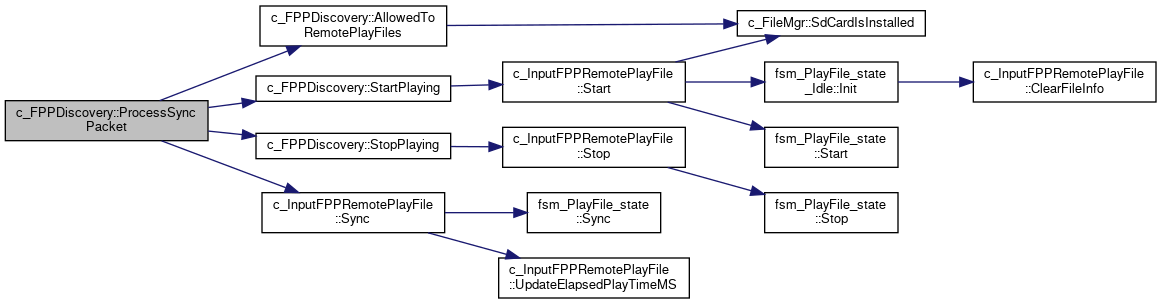 c_FPPDiscovery::ProcessSync
Packet
c_FPPDiscovery::AllowedTo
RemotePlayFiles
c_FPPDiscovery::StartPlaying
c_FPPDiscovery::StopPlaying
c_InputFPPRemotePlayFile
::Sync
c_InputFPPRemotePlayFile
::Start
c_InputFPPRemotePlayFile
::Stop
fsm_PlayFile_state
::Sync
c_InputFPPRemotePlayFile
::UpdateElapsedPlayTimeMS
c_FileMgr::SdCardIsInstalled
fsm_PlayFile_state
_Idle::Init
fsm_PlayFile_state
::Start
fsm_PlayFile_state
::Stop
c_InputFPPRemotePlayFile
::ClearFileInfo